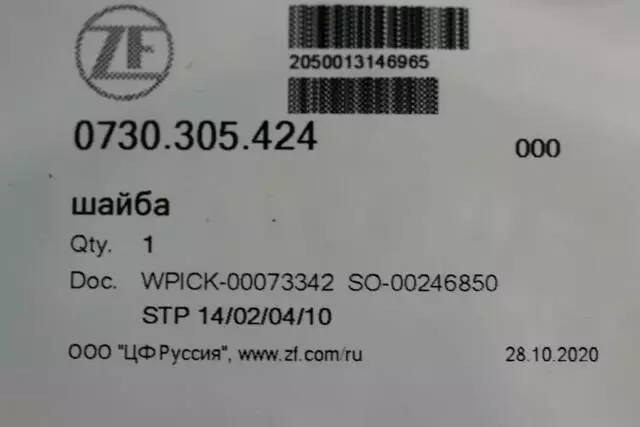 ZF
2050013146965
0730.305.424
000
шайба
Qty. 1
Doc. WPICK-00073342 SO-00246850
STP 14/02/04/10
ООО "ЦФ Руссия", www.zf.com/ru
28.10.2020